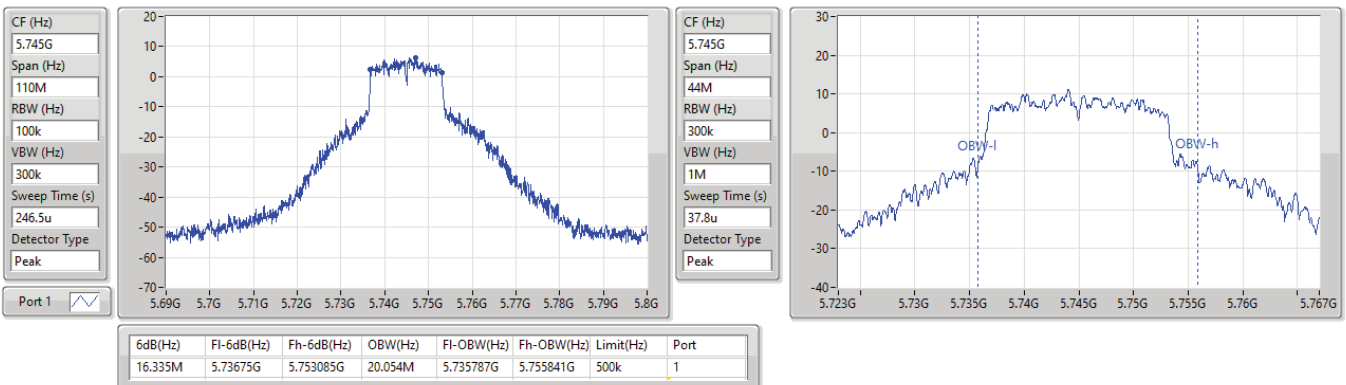 CF (Hz)
5.745G
Span (Hz)
110M
RBW (Hz)
100k
VBW (Hz)
300k
Sweep Time (s)
246.5u
Detector Type
Peak
Port 1
20
10
0
-10
-20
-30
-40
-50
-60
-70
5.69G 5.7G 5.71G 5.72G 5.73G 5.74G 5.75G 5.76G 5.77G 5.78G 5.79G 5.8G
CF (Hz)
5.745G
Span (Hz)
44M
RBW (Hz)
300k
VBW (Hz)
1M
Sweep Time (s)
37.8u
Detector Type
Peak
30
20
10
0
-10
-20
-30
-40
OBW-l
OBW-h
5.723G 5.73G 5.735G 5.74G 5.745G 5.75G 5.755G 5.76G 5.767G
6dB(Hz) Fl-6dB(Hz) Fh-6dB(Hz) OBW(Hz) Fl-OBW(Hz) Fh-OBW(Hz) Limit(Hz) Port
16.335M 5.73675G 5.753085G 20.054M 5.735787G 5.755841G 500k 1